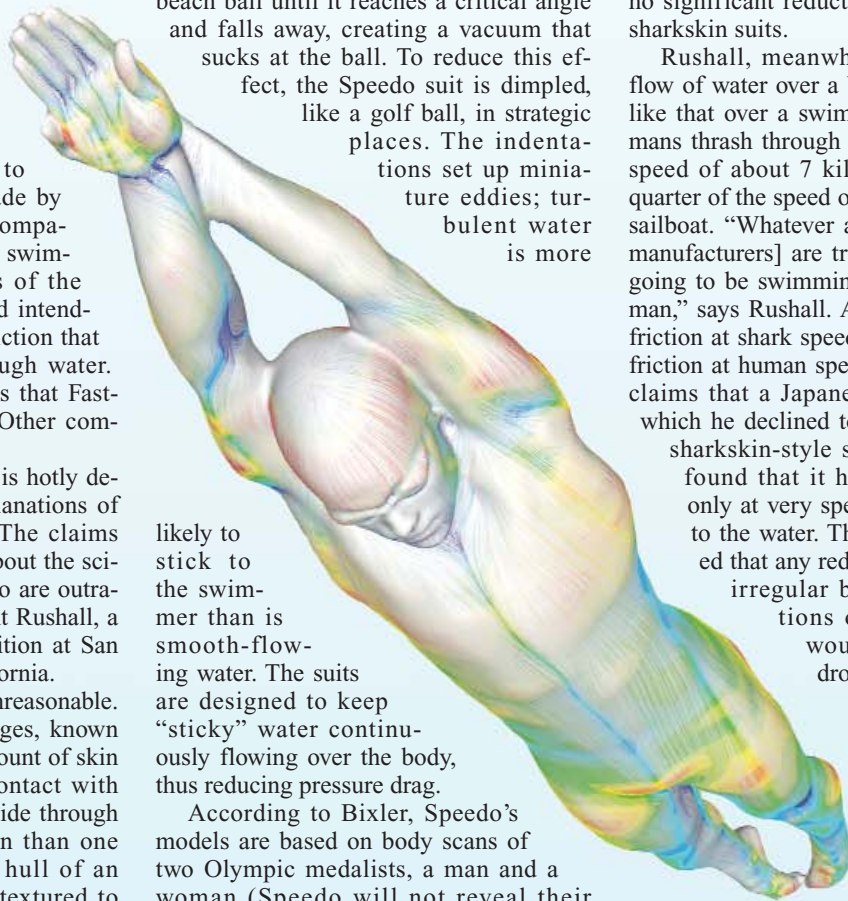 to
de by
ompa-
swim-
s of the
d intend-
ction that
ugh water.
s that Fast-
Other com-
is hotly de-
lanations of
The claims
bout the sci-
o are outra-
t Rushall, a
ition at San
ornia.
nreasonable.
ges, known
ount of skin
ontact with
ide through
n than one
hull of an
textured to
beach ball until it reaches a critical angle
and falls away, creating a vacuum that
sucks at the ball. To reduce this ef-
fect, the Speedo suit is dimpled,
like a golf ball, in strategic
places. The indenta-
tions set up minia-
ture eddies; tur-
bulent water
is more
likely to
stick to
the swim-
mer than is
smooth-flow-
ing water. The suits
are designed to keep
“sticky” water continu-
ously flowing over the body,
thus reducing pressure drag.
According to Bixler, Speedo’s
models are based on body scans of
two Olympic medalists, a man and a
woman (Speedo will not reveal their
no significant reduct
sharkskin suits.
Rushall, meanwh
flow of water over a
like that over a swim
mans thrash through
speed of about 7 kil
quarter of the speed o
sailboat. “Whatever a
manufacturers] are tr
going to be swimmin
man,” says Rushall. A
friction at shark speed
friction at human spe
claims that a Japane
which he declined to
sharkskin-style s
found that it h
only at very spe
to the water. Th
ed that any red
irregular b
tions o
wou
dro